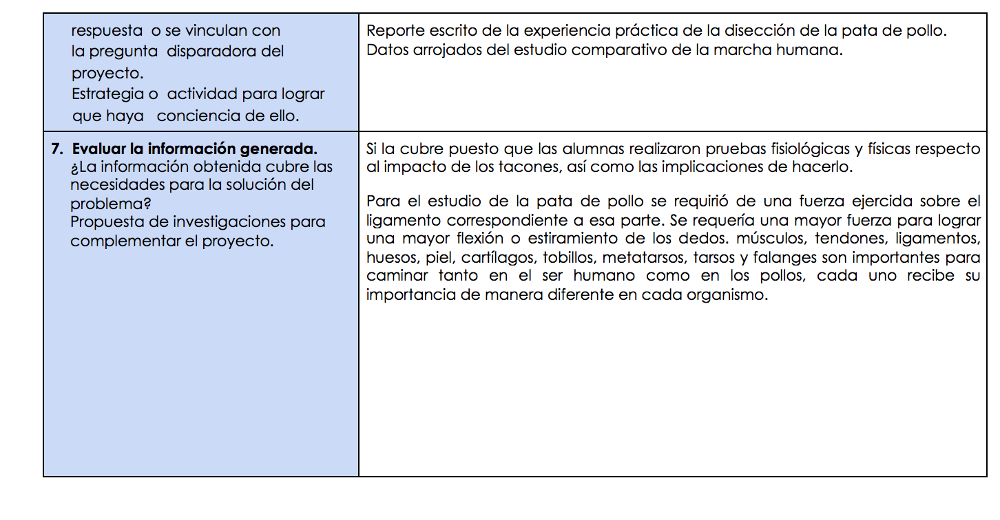 respuesta o se vinculan con
la pregunta disparadora del
proyecto.
Estrategia o actividad para lograr
que haya conciencia de ello.
Reporte escrito de la experiencia práctica de la disección de la pata de pollo.
Datos arrojados del estudio comparativo de la marcha humana.
7. Evaluar la información generada.
¿La información obtenida cubre las
necesidades para la solución del
problema?
Propuesta de investigaciones para
complementar el proyecto.
Si la cubre puesto que las alumnas realizaron pruebas fisiológicas y físicas respecto
al impacto de los tacones, así como las implicaciones de hacerlo.
Para el estudio de la pata de pollo se requirió de una fuerza ejercida sobre el
ligamento correspondiente a esa parte. Se requería una mayor fuerza para lograr
una mayor flexión o estiramiento de los dedos. músculos, tendones, ligamentos,
huesos, piel, cartílagos, tobillos, metatarsos, tarsos y falanges son importantes para
caminar tanto en el ser humano como en los pollos, cada uno recibe su
importancia de manera diferente en cada organismo.